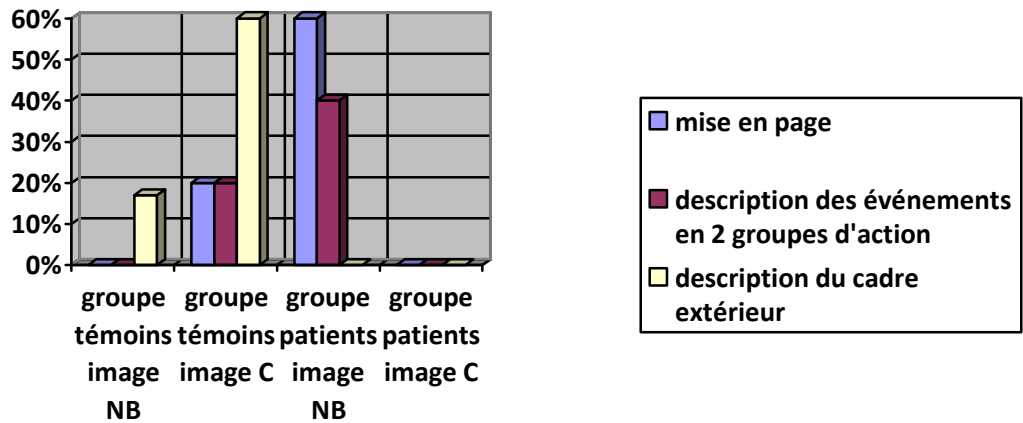 60%
50%
40%
30%
20%
10%
0%
groupe témoins image NB
groupe témoins image C
groupe patients image NB
groupe patients image C
mise en page
description des événements
en 2 groupes d'action
description du cadre
extérieur